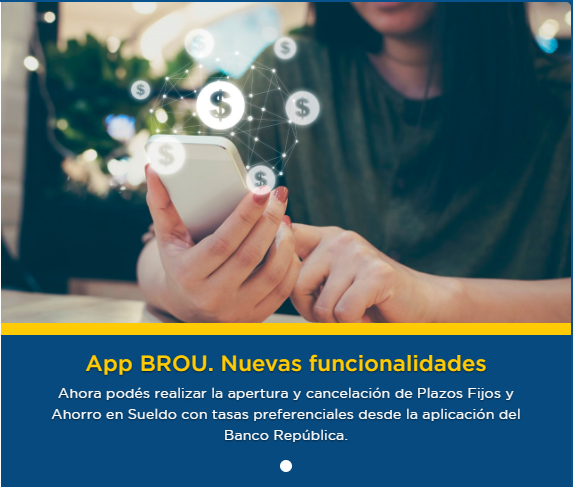 $
$
$
$
$
$
App BROU. Nuevas funcionalidades
Ahora podés realizar la apertura y cancelación de Plazos Fijos y
Ahorro en Sueldo con tasas preferenciales desde la aplicación del
Banco República.